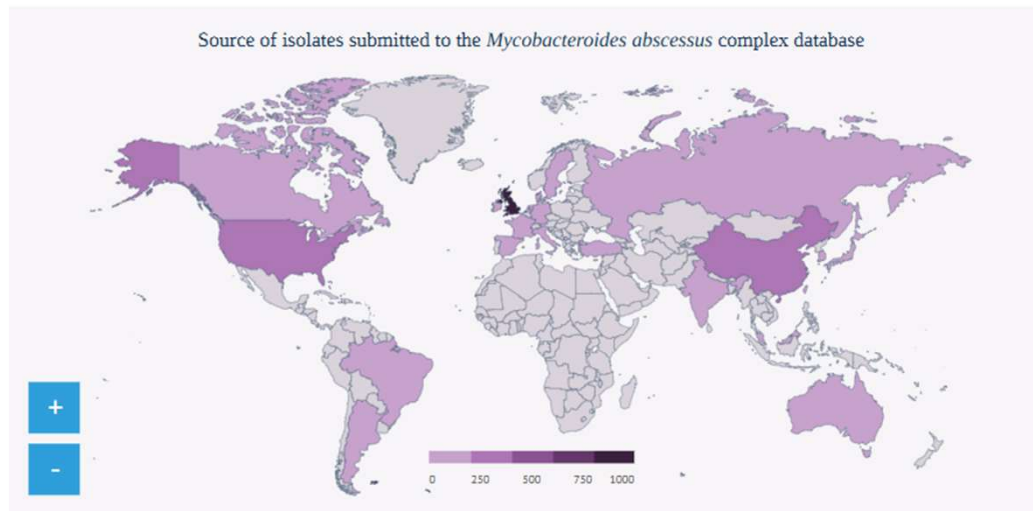 Source of isolates submitted to the Mycobacteroides abscessus complex database
+
-
0 250 500 750 1000